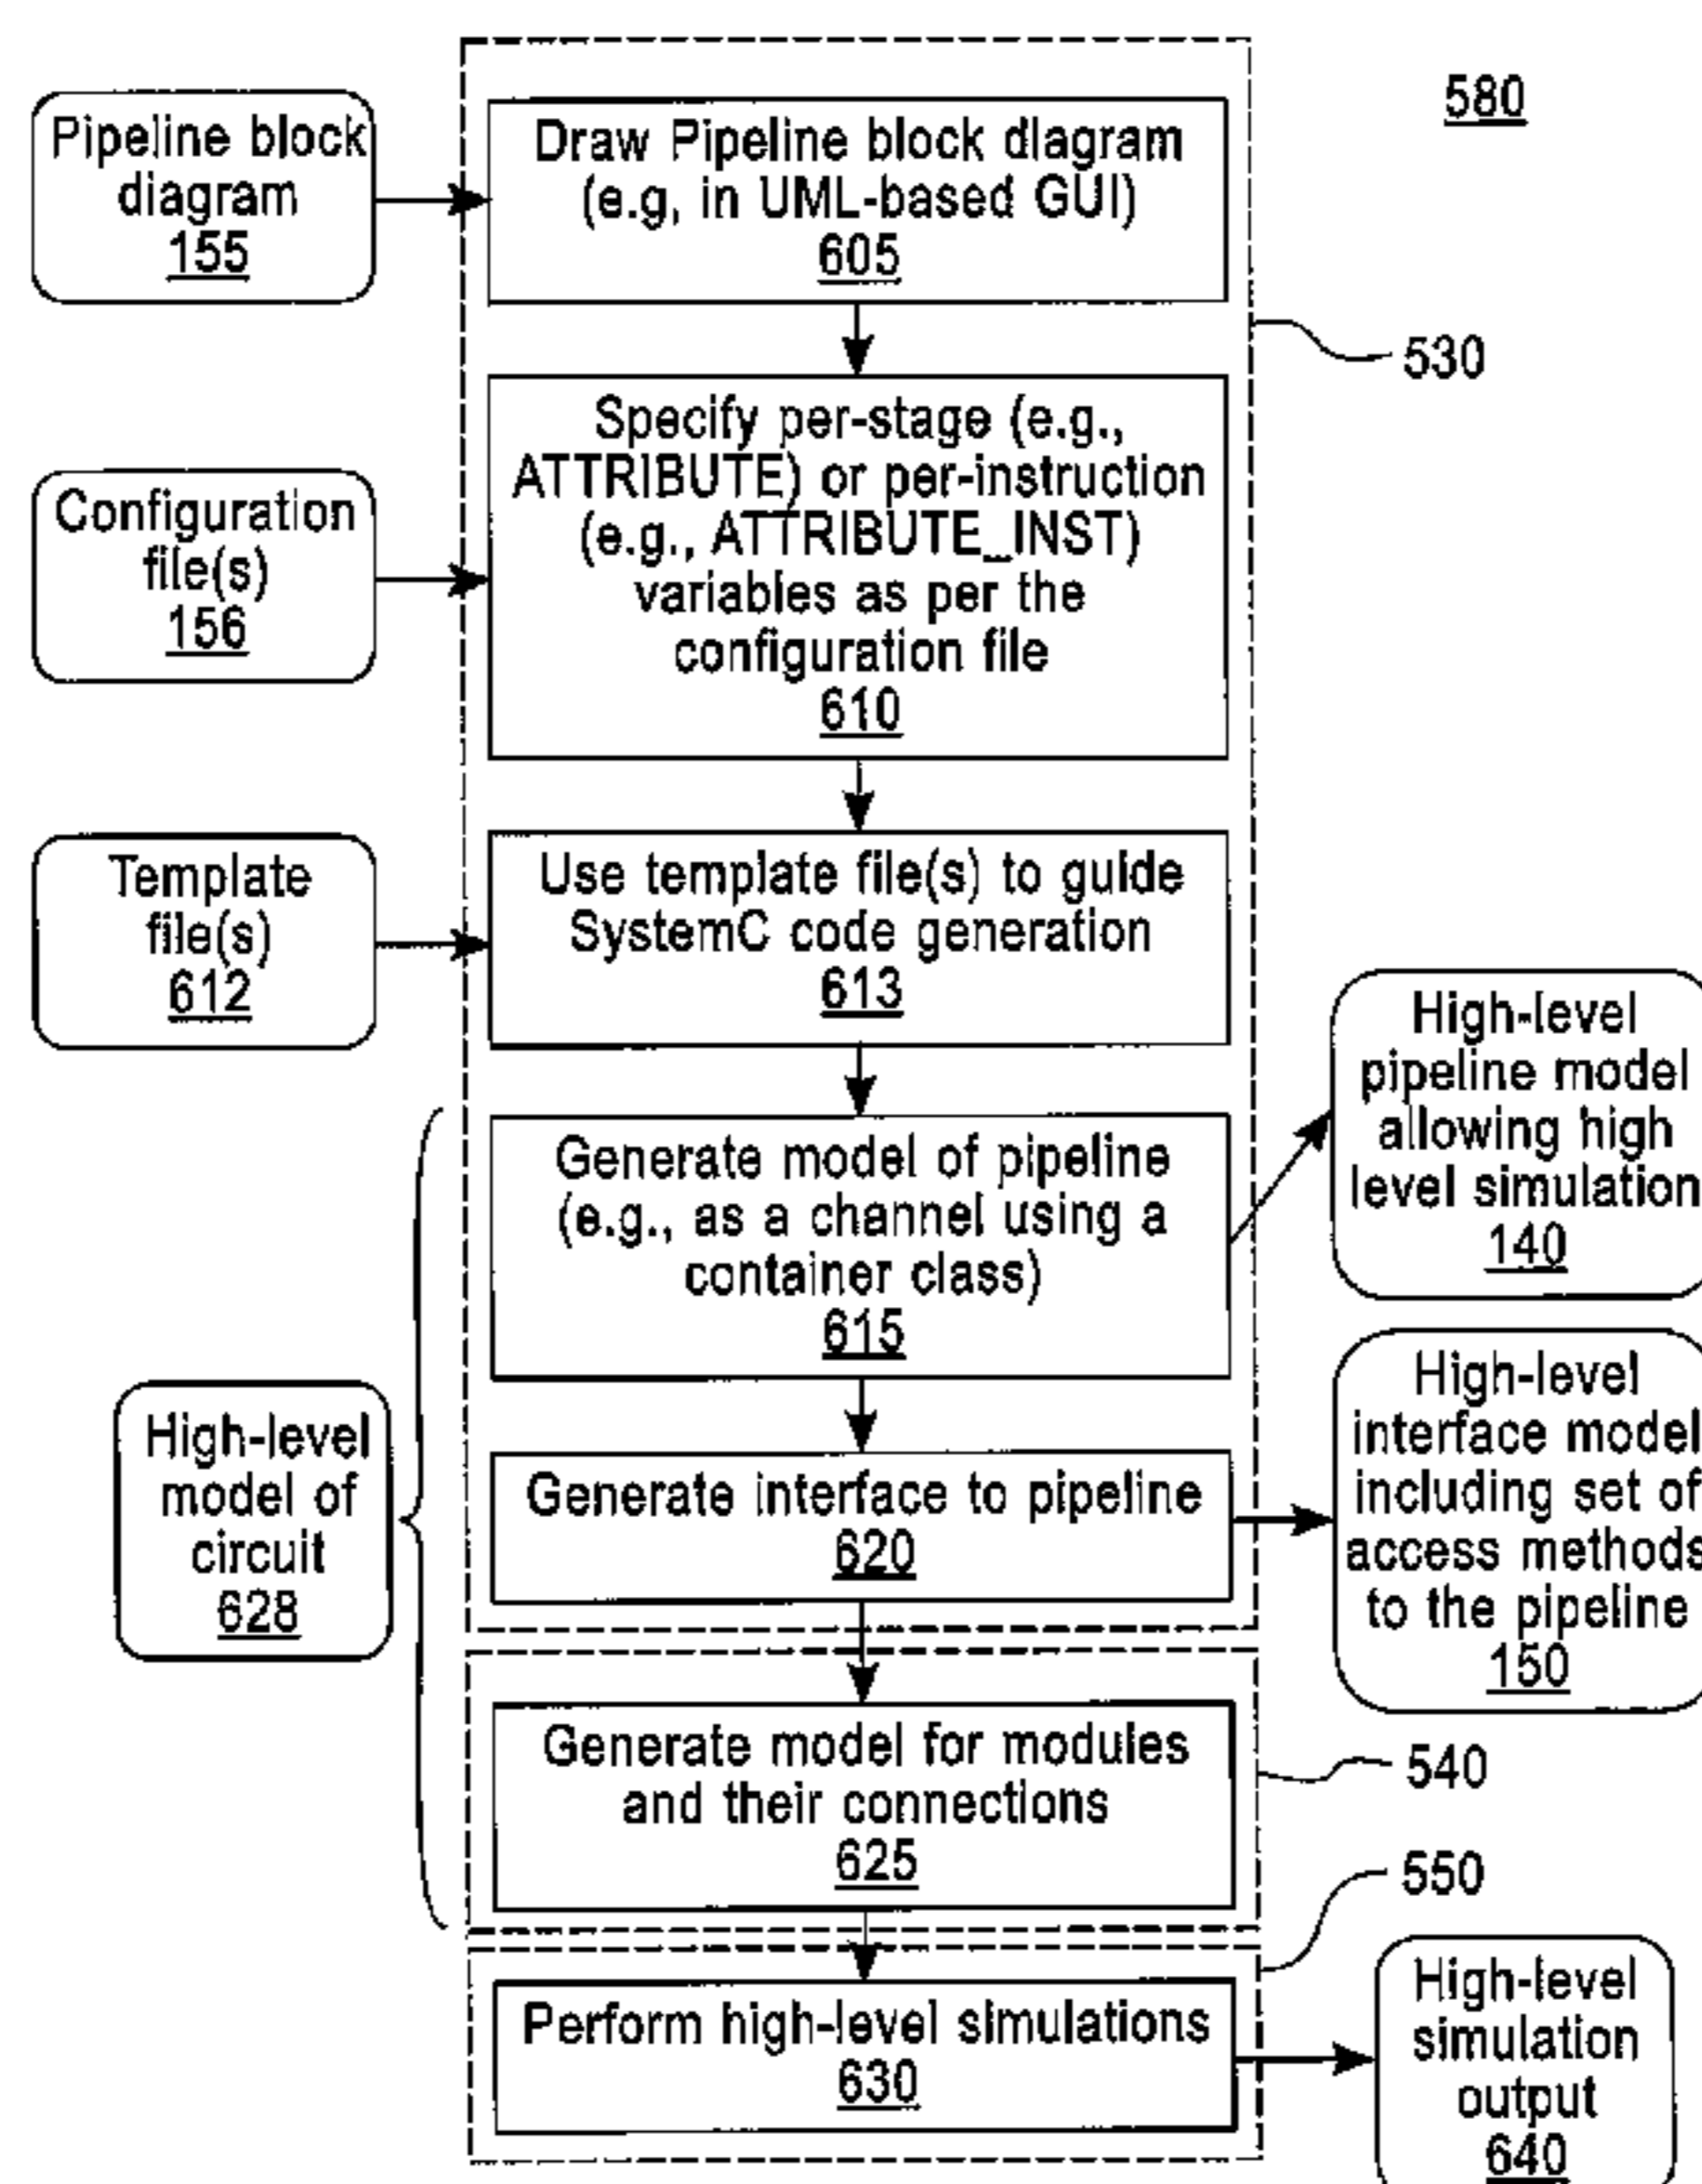 580
Pipeline block
diagram
155
Draw Pipeline block diagram
(e.g, in UML-based GUI)
605
530
Configuration
file(s)
156
Specify per-stage (e.g.,
ATTRIBUTE) or per-instruction
(e.g., ATTRIBUTE_INST)
variables as per the
configuration file
610
Template
file(s)
612
Use template file(s) to guide
SystemC code generation
613
Generate model of pipeline
(e.g., as a channel using a
container class)
615
High-level
pipeline model
allowing high
level simulation
140
High-level
model of
circuit
628
Generate interface to pipeline
620
High-level
interface model
including set of
access methods
to the pipeline
150
Generate model for modules
and their connections
625
540
550
Perform high-level simulations
630
High-level
simulation
output
640